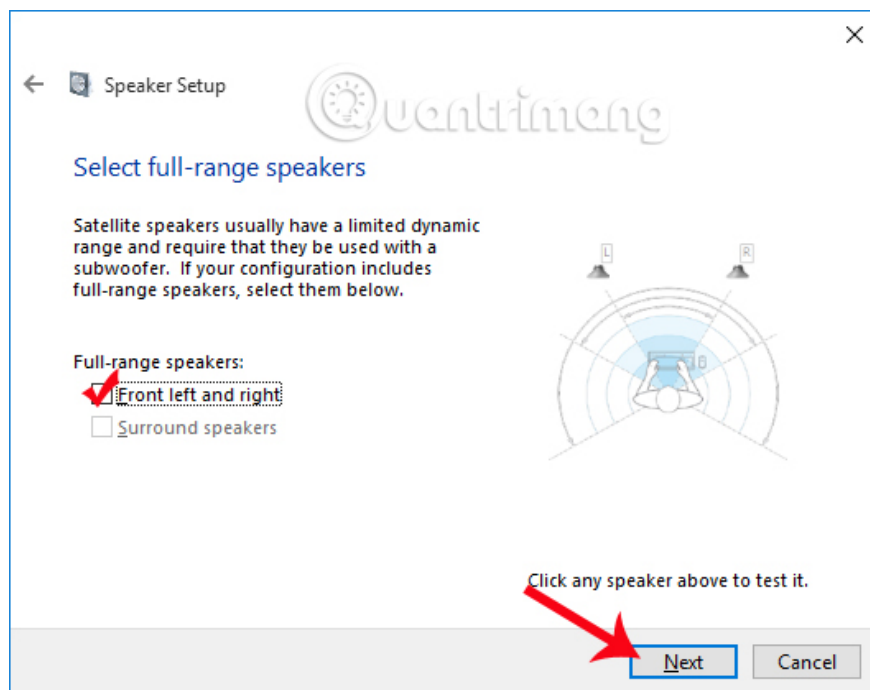 Speaker Setup
Quantrimang
Select full-range speakers
Satellite speakers usually have a limited dynamic
range and require that they be used with a
subwoofer.  If your configuration includes
full-range speakers, select them below.
L R
Full-range speakers:
Front left and right
Surround speakers
Click any speaker above to test it.
Next Cancel